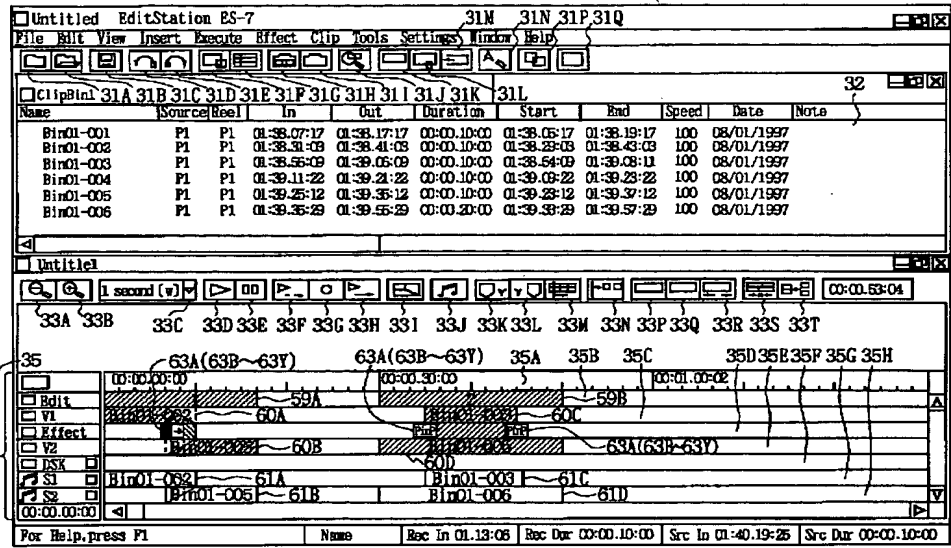 Untitled EditStation ES-7 31M 31N 31P 31Q
File Edit View Insert Execute Effect Clip Tools Settings Window Help
ClipBin1 31A 31B 31C 31D 31E 31F 31G 31H 31I 31J 31K 31L 32
Name Source Reel In Out Duration Start End Speed Date Note
Bin01-001 P1 P1 01:38.07:17 01:38.17:17 00:00.10:00 01:38.05:17 01:38.19:17 100 08/01/1997
Bin01-002 P1 P1 01:38.31:03 01:38.41:03 00:00.10:00 01:38.29:03 01:38.43:03 100 08/01/1997
Bin01-003 P1 P1 01:38.56:09 01:39.06:09 00:00.10:00 01:38.54:09 01:39.08:11 100 08/01/1997
Bin01-004 P1 P1 01:39.11:22 01:39.21:22 00:00.10:00 01:39.09:22 01:39.23:22 100 08/01/1997
Bin01-005 P1 P1 01:39.25:12 01:39.35:12 00:00.10:00 01:39.23:12 01:39.37:12 100 08/01/1997
Bin01-006 P1 P1 01:39.35:29 01:39.55:29 00:00.20:00 01:39.33:29 01:39.57:29 100 08/01/1997
Untitle1
1 second (w) 00:00.53:04
33A 33B 33C 33D 33E 33F 33G 33H 33I 33J 33K 33L 33M 33N 33P 33Q 33R 33S 33T
35 63A(63B~63Y) 63A(63B~63Y) 35A 35B 35C 35D 35E 35F 35G 35H
00:00.00:00 00:00.30:00 00:01.00:02
Edit 59A 59B
V1 Bin01-002 60A Bin01-003 60C
Effect PinP
V2 Bin01-005 60B Bin01-006 63A(63B~63Y)
DSK 60D
S1 Bin01-002 61A Bin01-003 61C
S2 Bin01-005 61B Bin01-006 61D
00:00.00:00
For Help,press F1 Name Rec In 01.13:06 Rec Dur 00:00.10:00 Src In 01:40.19:25 Src Dur 00:00.10:00